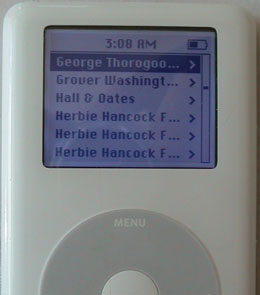 3:08 AM
George Thorogoo... >
Grover Washingt... >
Hall & Oates >
Herbie Hancock F... >
Herbie Hancock F... >
Herbie Hancock F... >
MENU